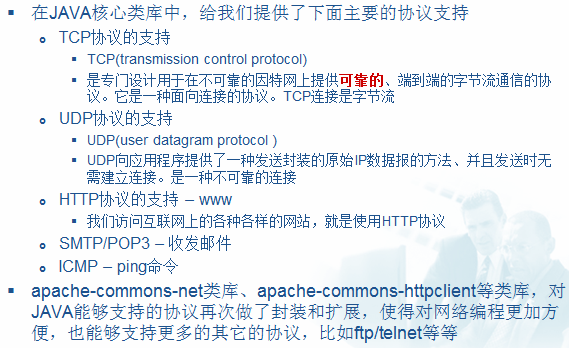 在JAVA核心类库中，给我们提供了下面主要的协议支持
TCP协议的支持
TCP(transmission control protocol)
是专门设计用于在不可靠的因特网上提供可靠的、端到端的字节流通信的协
议。它是一种面向连接的协议。TCP连接是字节流
UDP协议的支持
UDP(user datagram protocol )
UDP向应用程序提供了一种发送封装的原始IP数据报的方法、并且发送时无
需建立连接。是一种不可靠的连接
HTTP协议的支持 – www
我们访问互联网上的各种各样的网站，就是使用HTTP协议
SMTP/POP3 – 收发邮件
ICMP – ping命令
apache-commons-net类库、apache-commons-httpclient等类库，对
JAVA能够支持的协议再次做了封装和扩展，使得对网络编程更加方
便，也能够支持更多的其它的协议，比如ftp/telnet等等